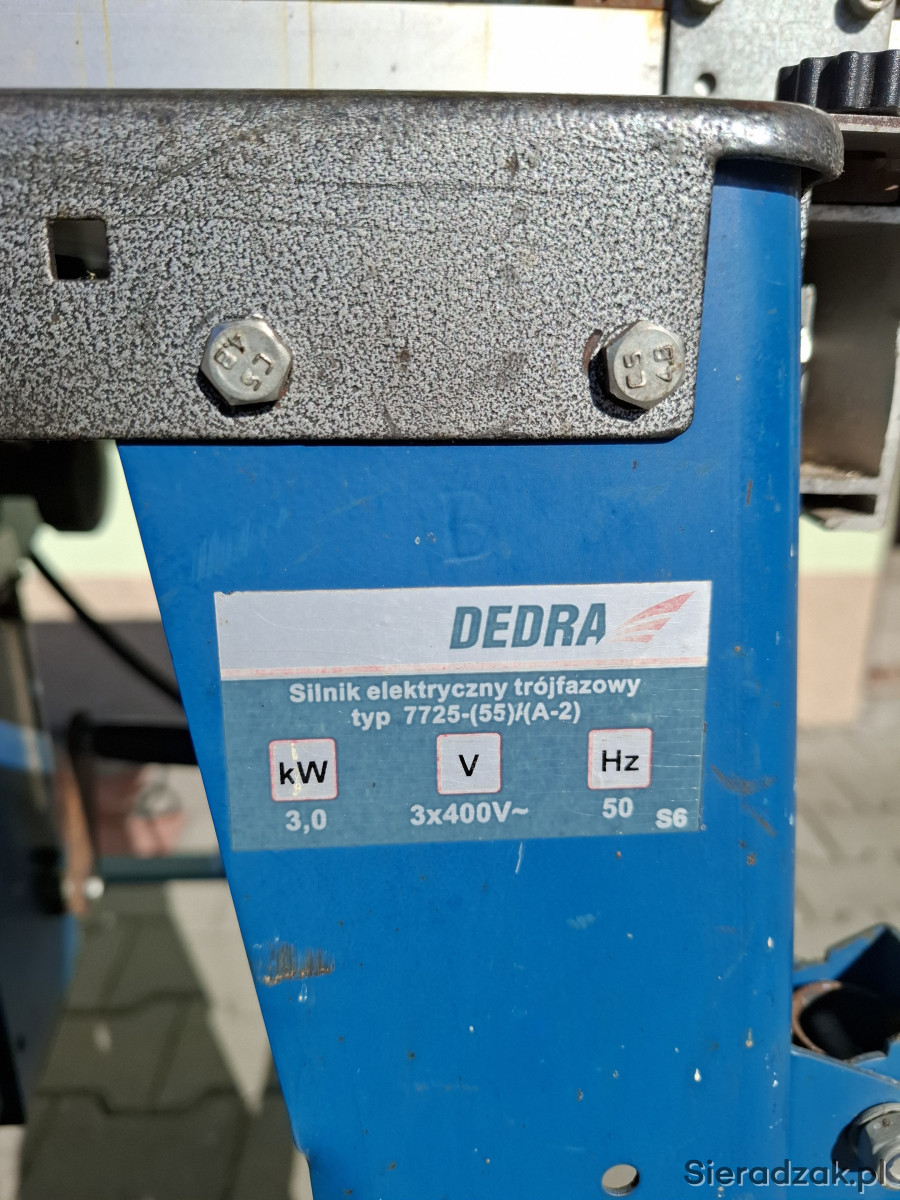 DEDRA
Silnik elektryczny trójfazowy
typ 7725-(55)/(A-2)
kW
V
Hz
3,0
3x400V~
50
S6
Sieradzak.pl